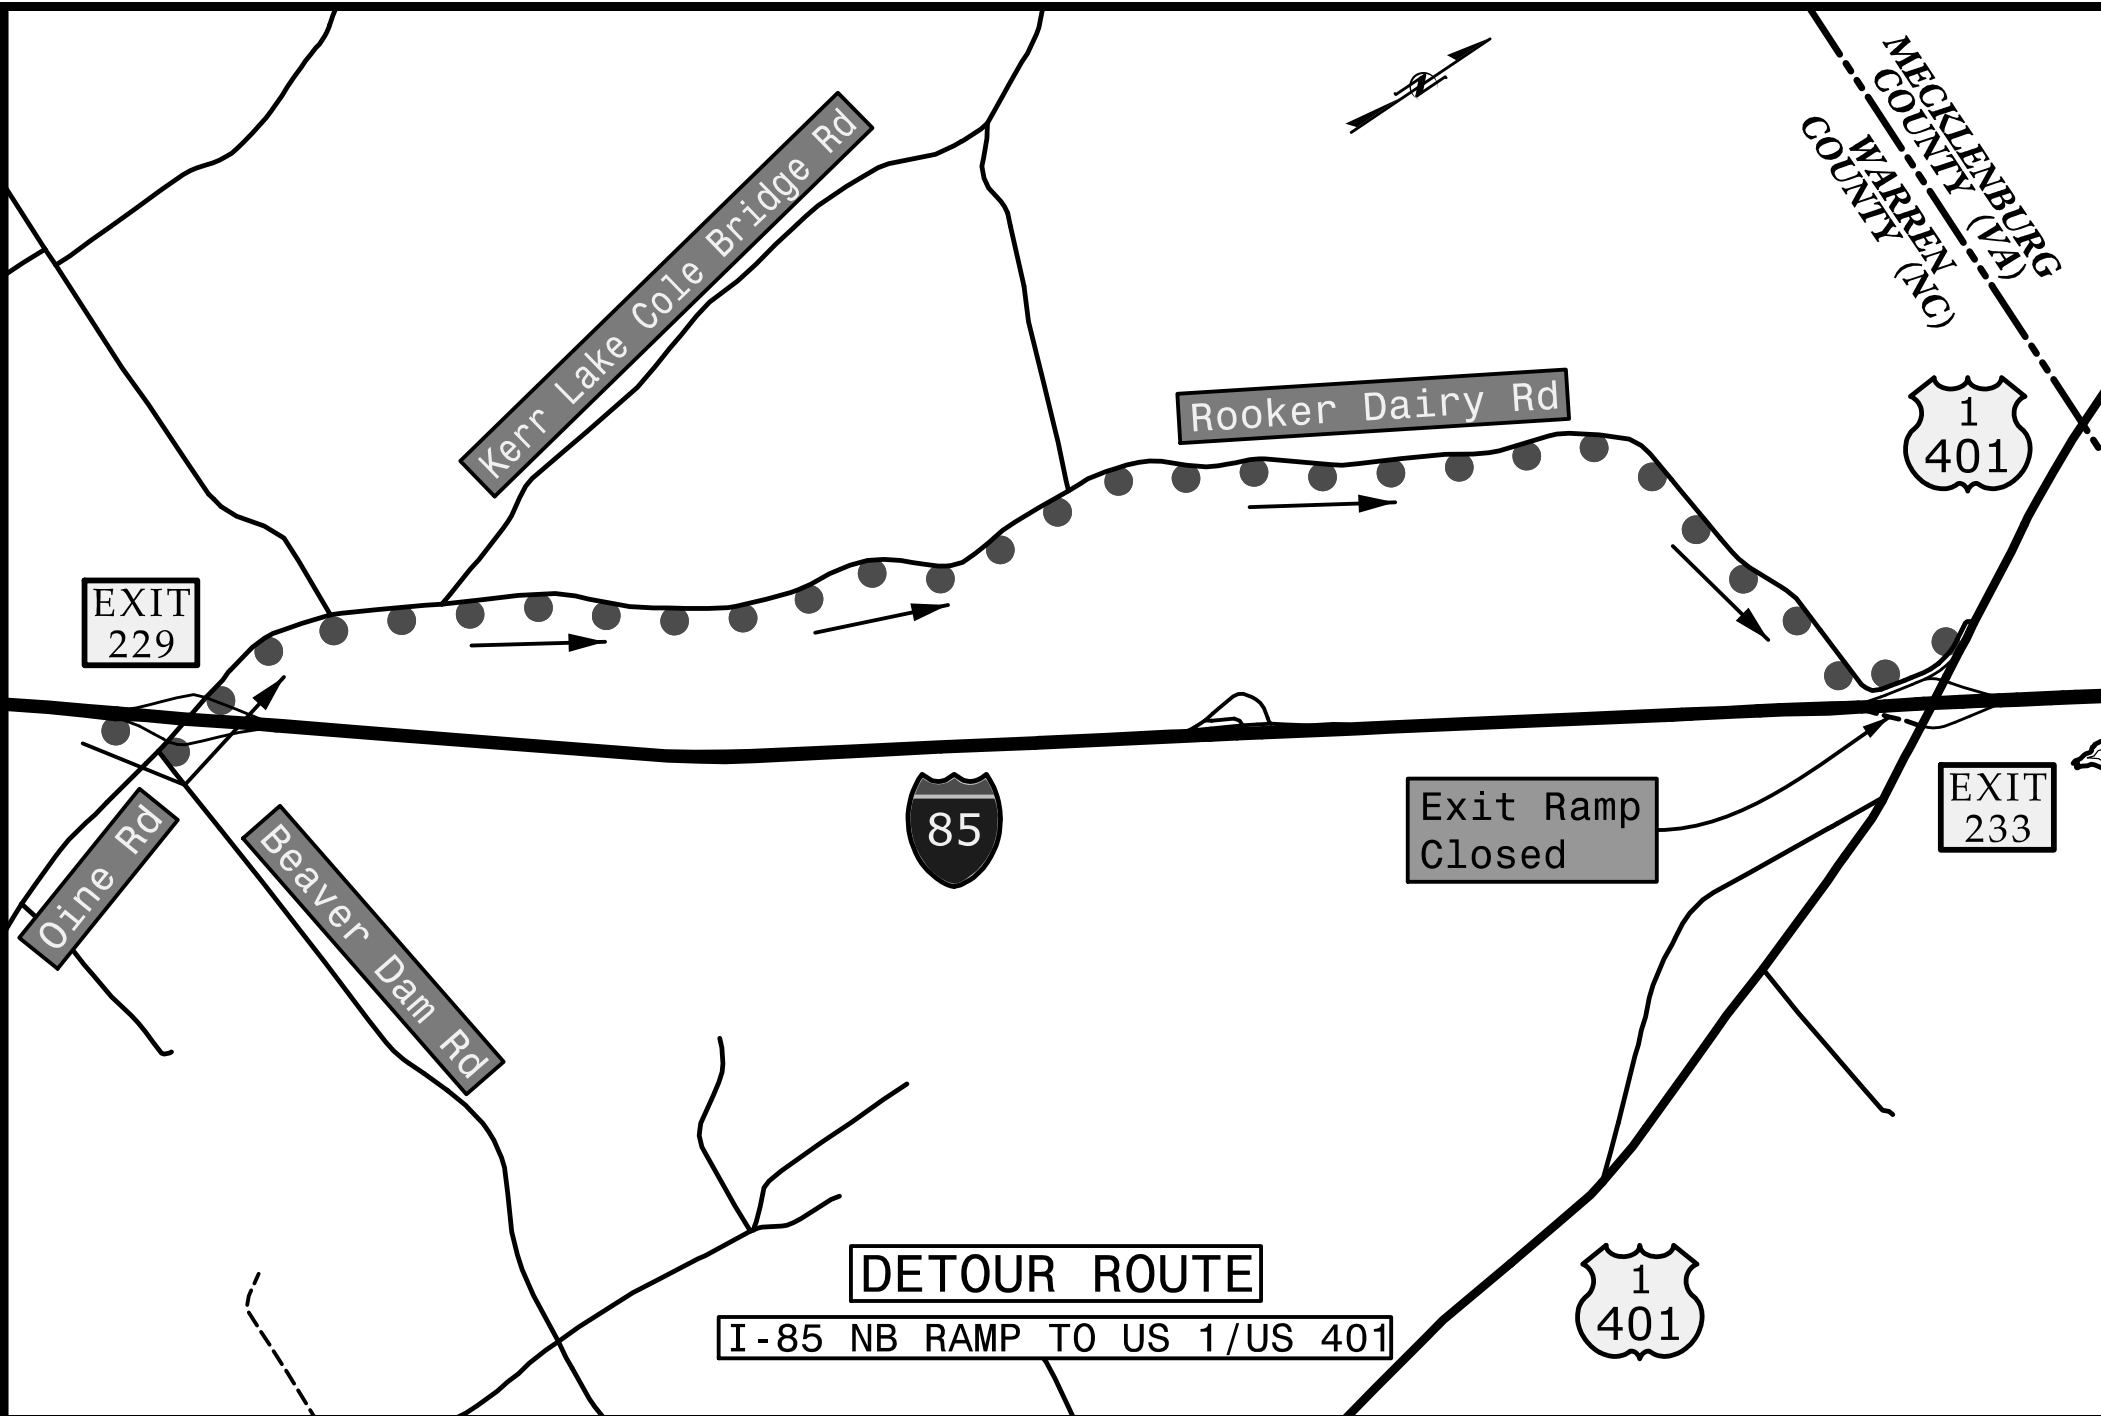 MECKLENBURG
COUNTY (VA)
WARREN
COUNTY (NC)
N
Kerr Lake Cole Bridge Rd
Rooker Dairy Rd
1
401
EXIT
229
Oine Rd
Beaver Dam Rd
85
Exit Ramp
Closed
EXIT
233
DETOUR ROUTE
I-85 NB RAMP TO US 1/US 401
1
401